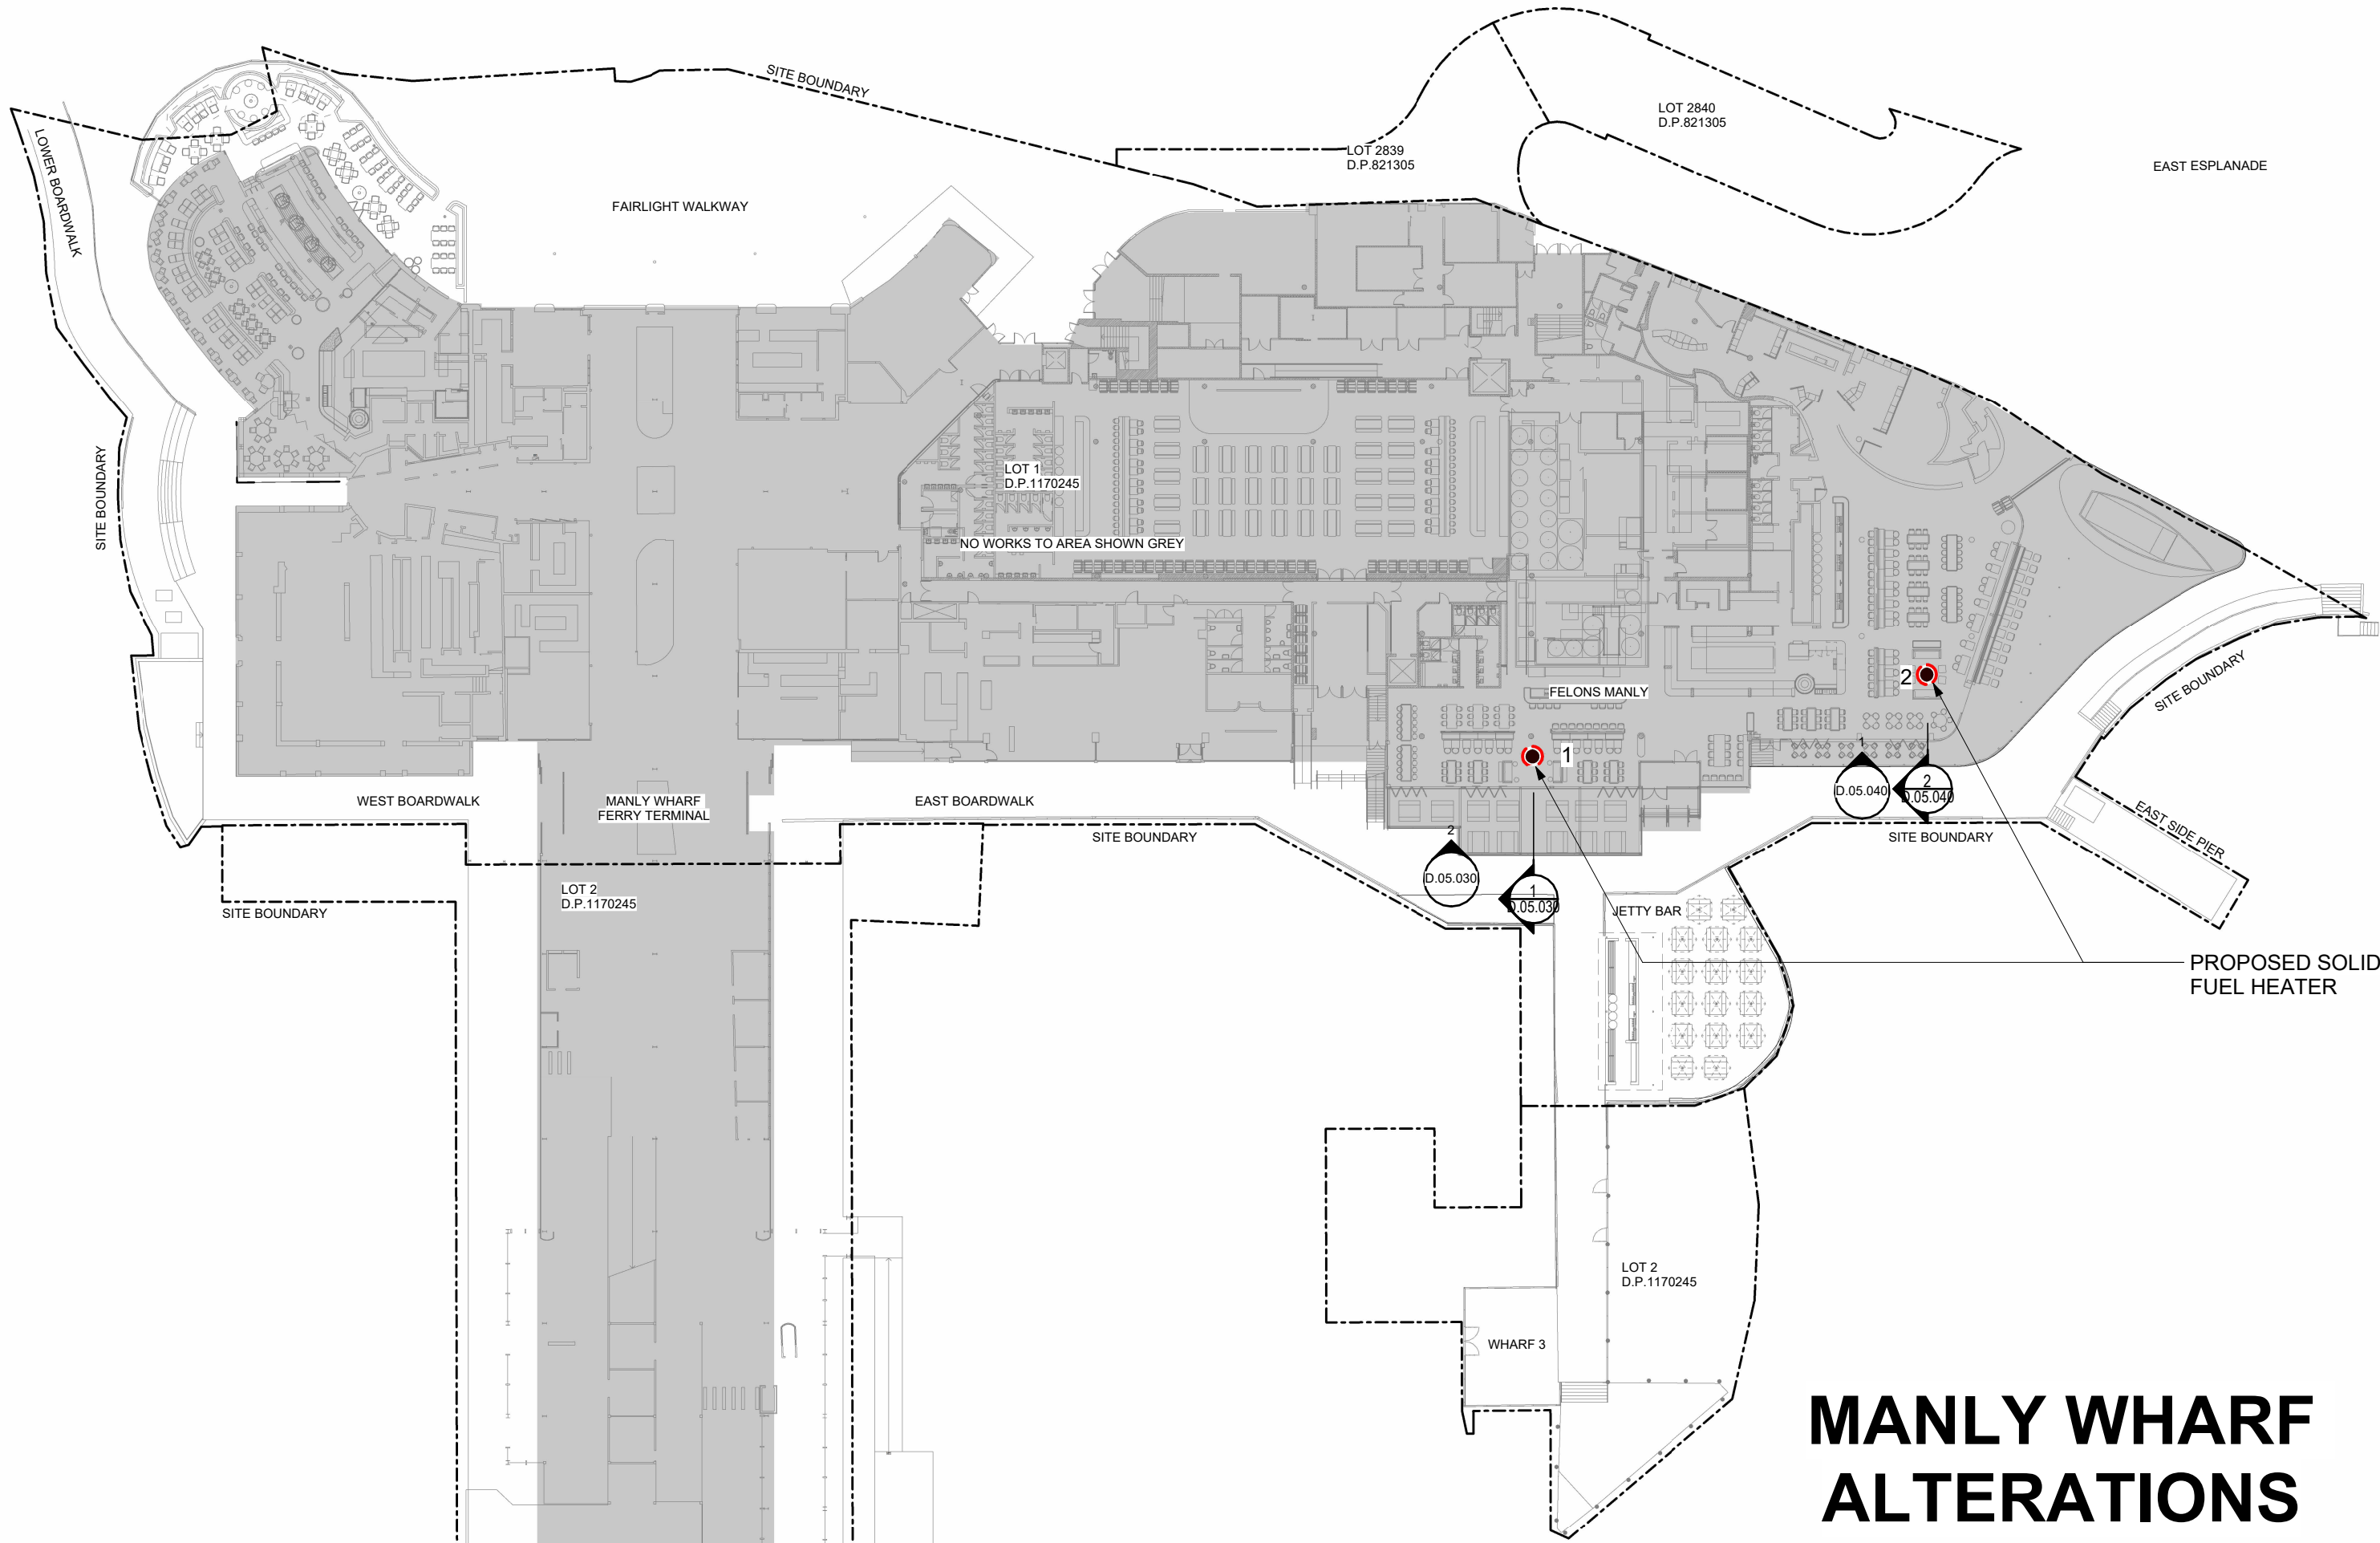 SITE BOUNDARY
LOT 2840
D.P.821305
LOT 2839
D.P.821305
EAST ESPLANADE
LOWER BOARDWALK
FAIRLIGHT WALKWAY
SITE BOUNDARY
LOT 1
D.P.1170245
NO WORKS TO AREA SHOWN GREY
FELONS MANLY
2
1
SITE BOUNDARY
WEST BOARDWALK
MANLY WHARF
FERRY TERMINAL
EAST BOARDWALK
SITE BOUNDARY
1
D.05.040
2
D.05.040
SITE BOUNDARY
EAST SIDE PIER
2
D.05.030
1
D.05.030
LOT 2
D.P.1170245
SITE BOUNDARY
JETTY BAR
PROPOSED SOLID
FUEL HEATER
LOT 2
D.P.1170245
WHARF 3
MANLY WHARF
ALTERATIONS